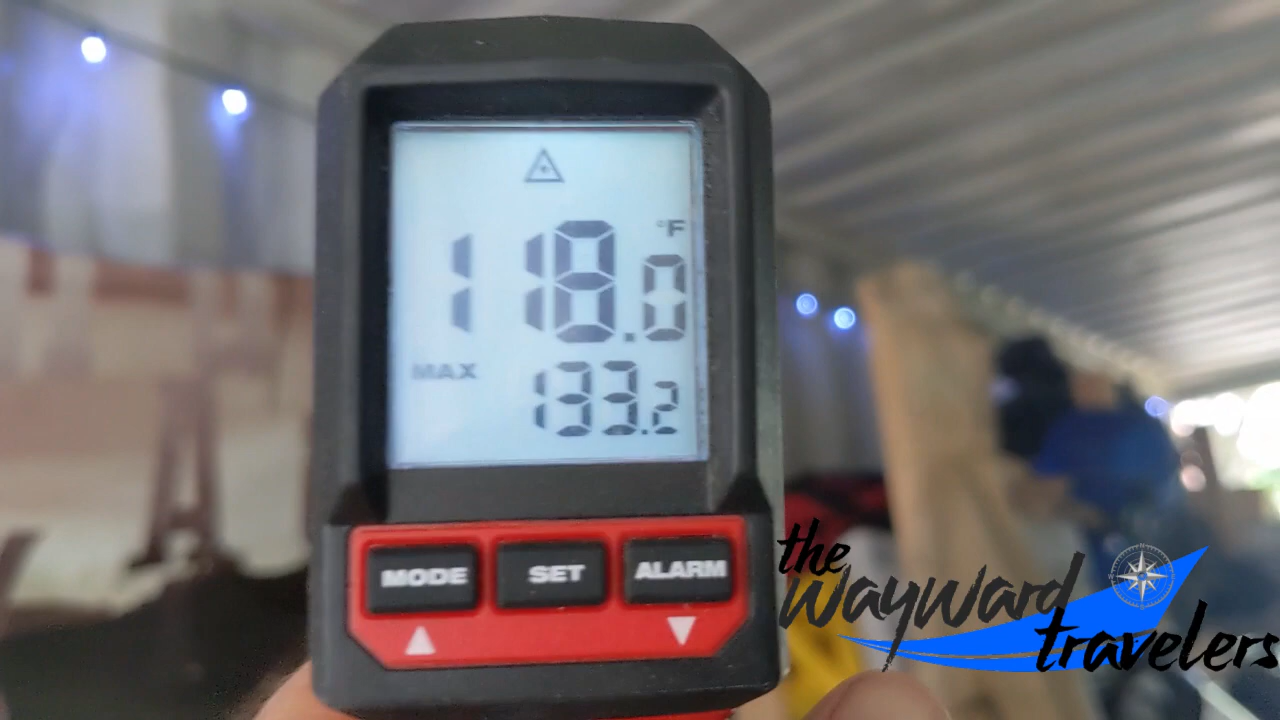 °F
118.0
MAX 133.2
MODE SET ALARM
the
wayward
travelers